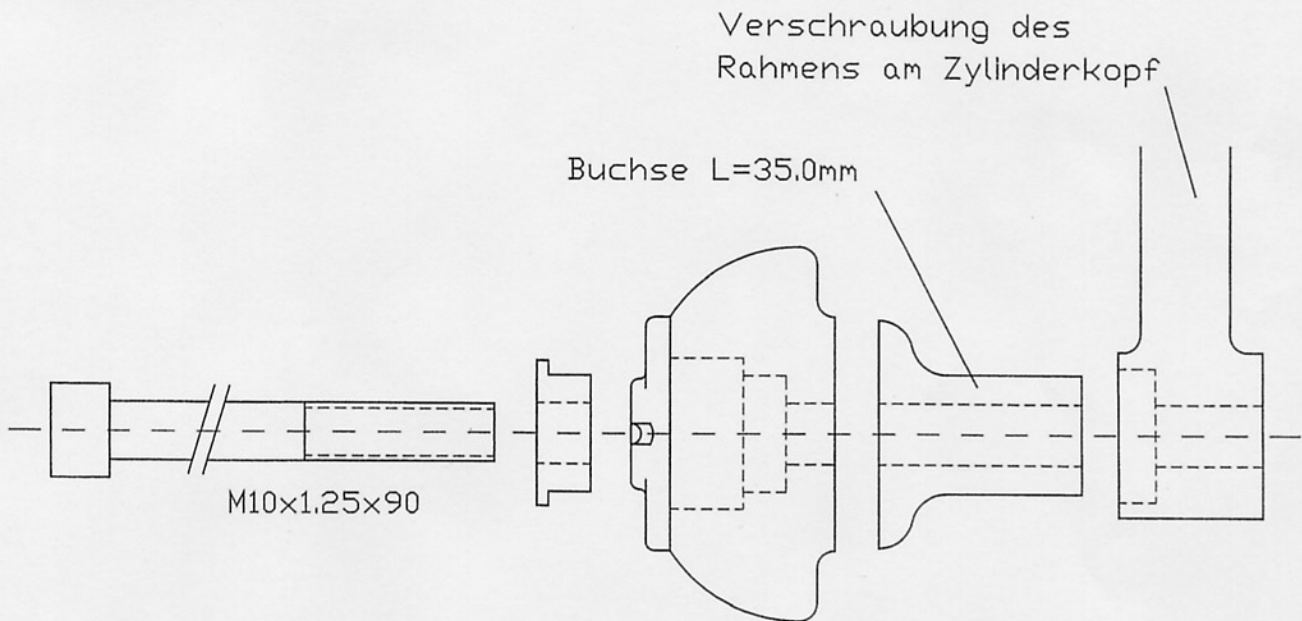 Verschraubung des
Rahmens am Zylinderkopf
Buchse L=35.0mm
M10x1.25x90